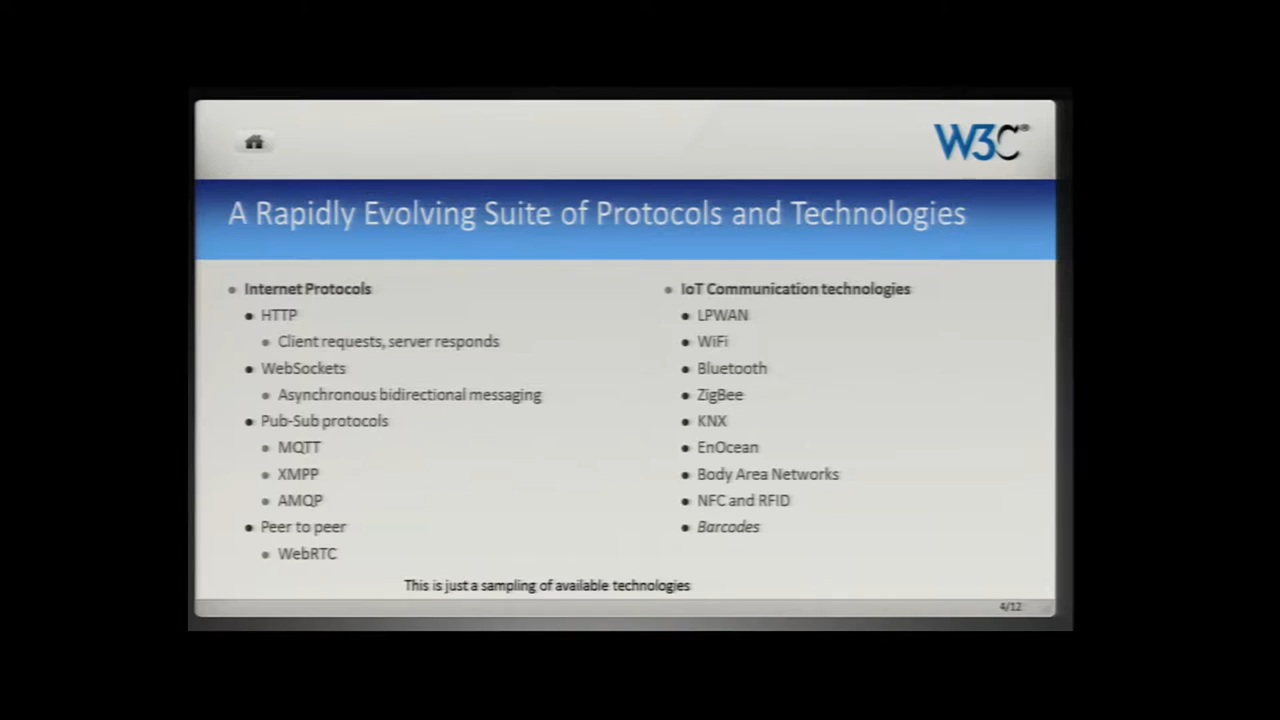 W3C®
A Rapidly Evolving Suite of Protocols and Technologies
Internet Protocols
HTTP
Client requests, server responds
WebSockets
Asynchronous bidirectional messaging
Pub-Sub protocols
MQTT
XMPP
AMQP
Peer to peer
WebRTC
IoT Communication technologies
LPWAN
WiFi
Bluetooth
ZigBee
KNX
EnOcean
Body Area Networks
NFC and RFID
Barcodes
This is just a sampling of available technologies
4/12